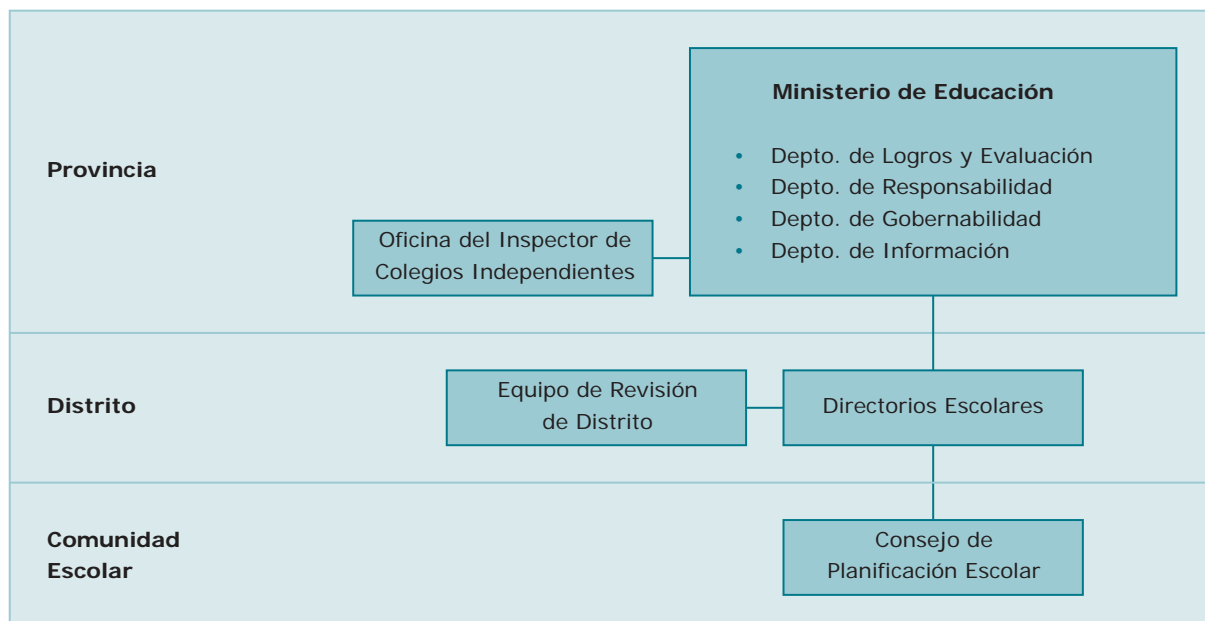 Ministerio de Educación
• Depto. de Logros y Evaluación
• Depto. de Responsabilidad
• Depto. de Gobernabilidad
• Depto. de Información
Provincia
Oficina del Inspector de
Colegios Independientes
Distrito
Equipo de Revisión
de Distrito
Directorios Escolares
Comunidad
Escolar
Consejo de
Planificación Escolar